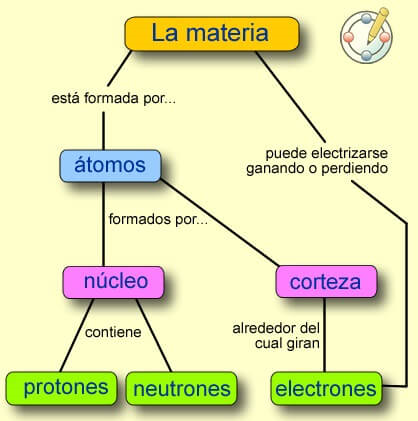 La materia
está formada por...
puede electrizarse
ganando o perdiendo
átomos
formados por...
núcleo
corteza
contiene
alrededor del
cual giran
protones
neutrones
electrones